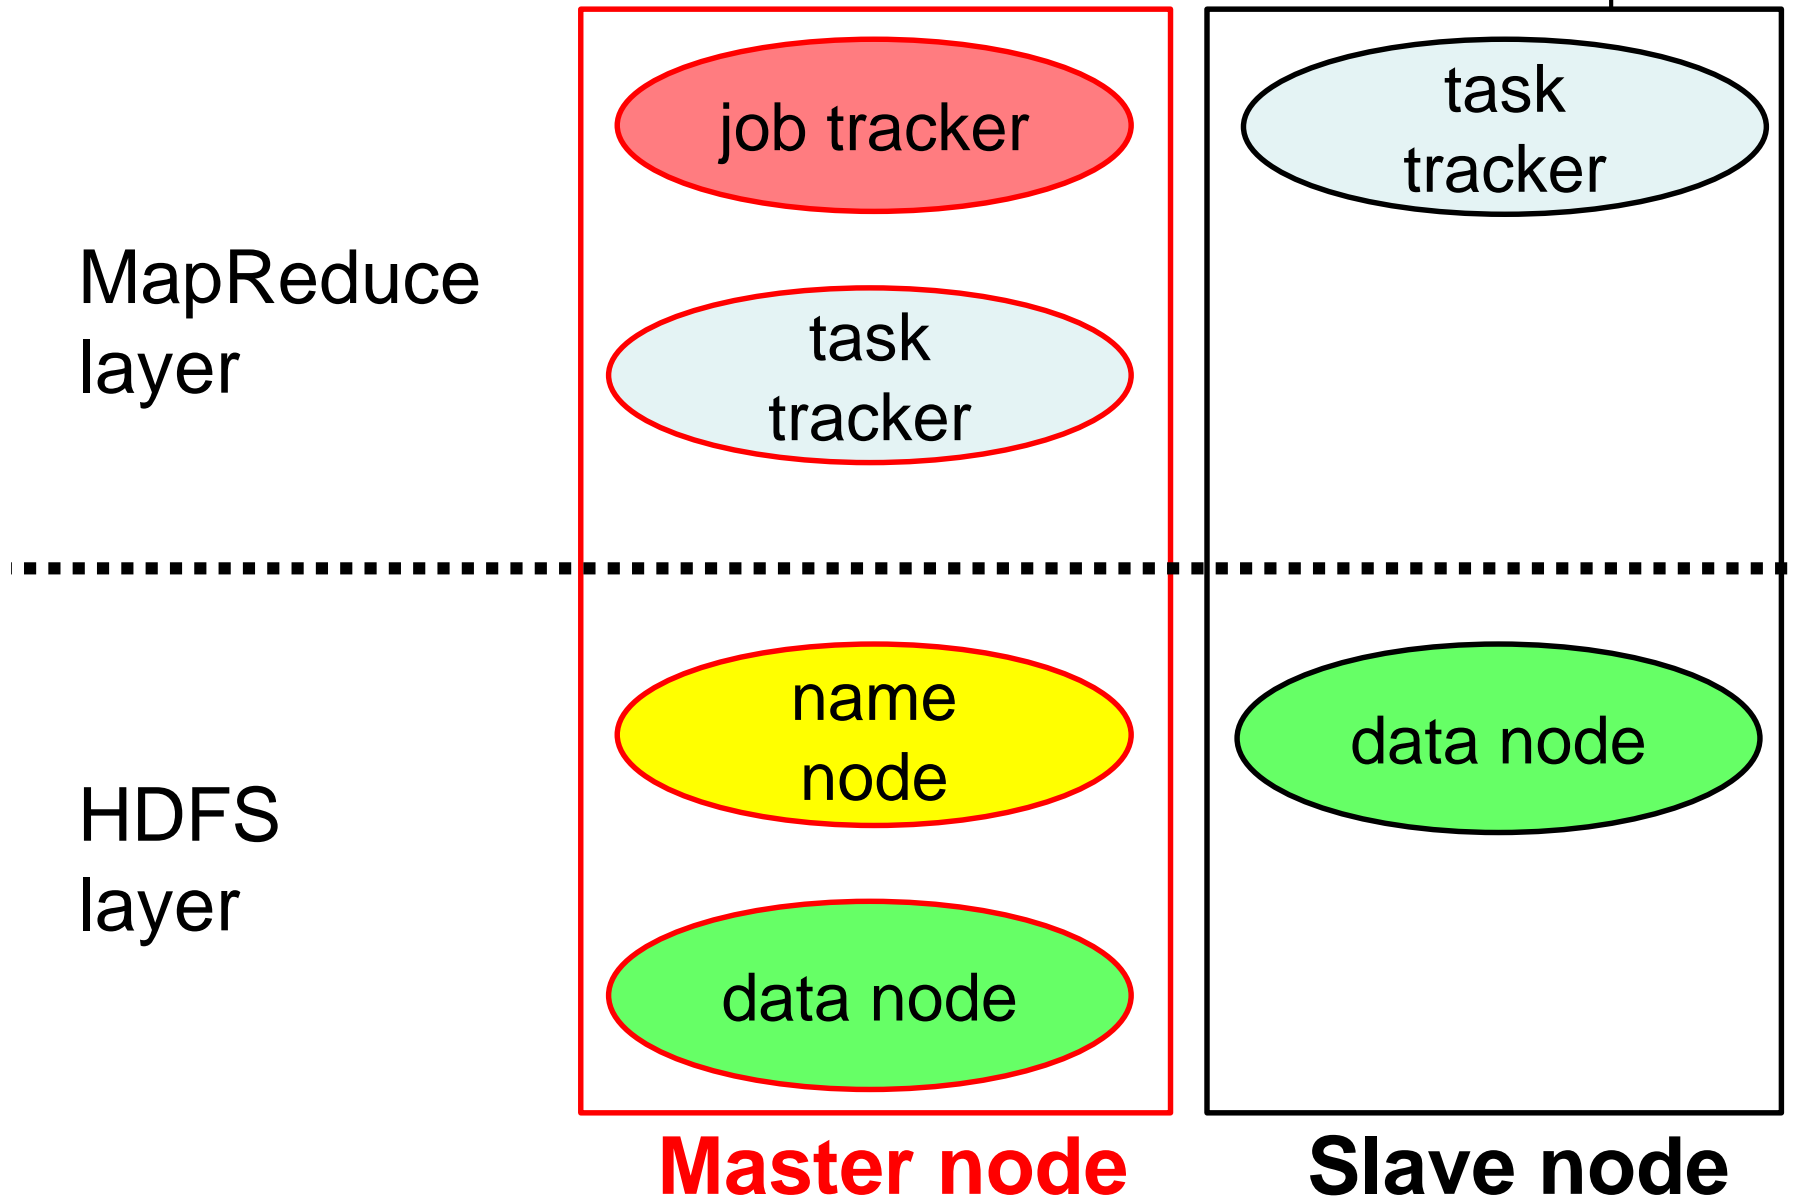 job tracker
task
tracker
MapReduce
layer
task
tracker
name
node
data node
HDFS
layer
data node
Master node
Slave node